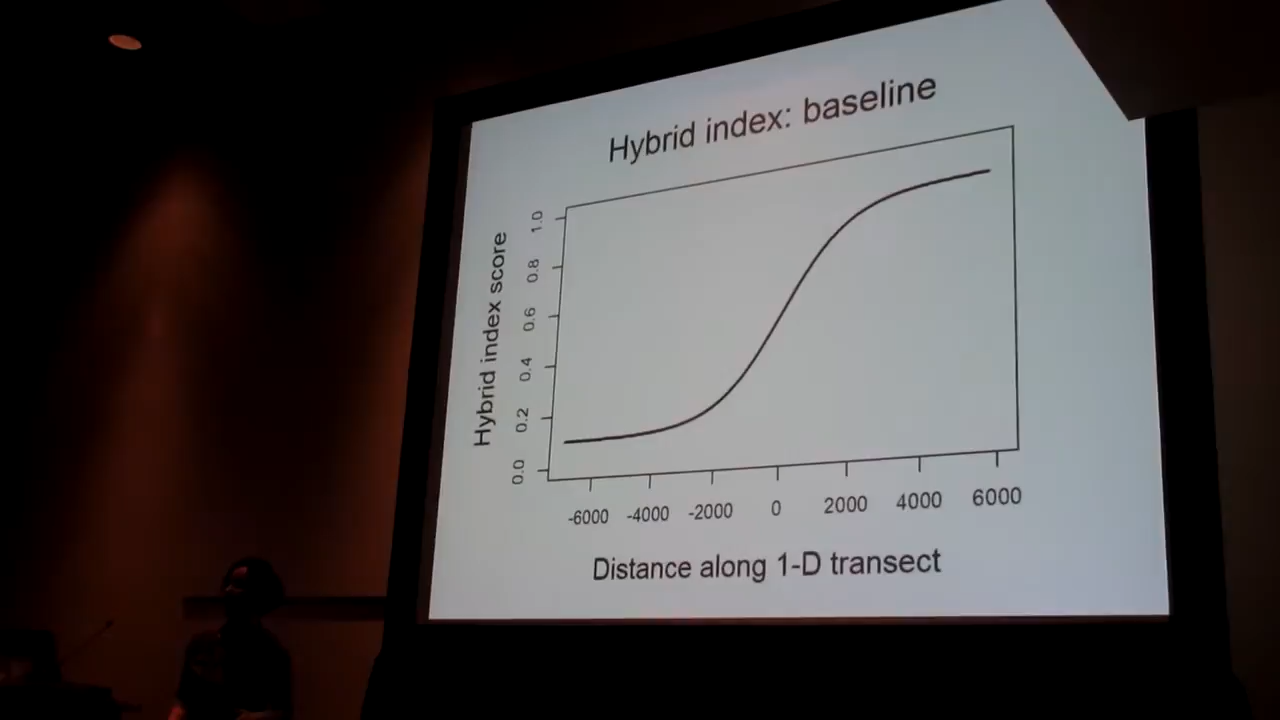 Hybrid index: baseline
Hybrid index score
1.0
0.8
0.6
0.4
0.2
0.0
-6000 -4000 -2000 0 2000 4000 6000
Distance along 1-D transect